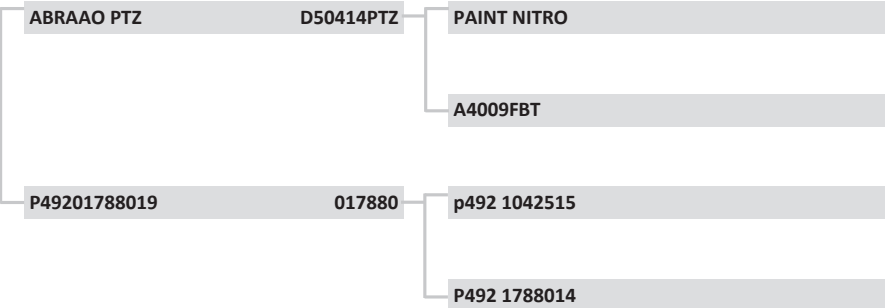 ABRAAO PTZ D50414PTZ PAINT NITRO
A4009FBT
P49201788019 017880 p492 1042515
P492 1788014